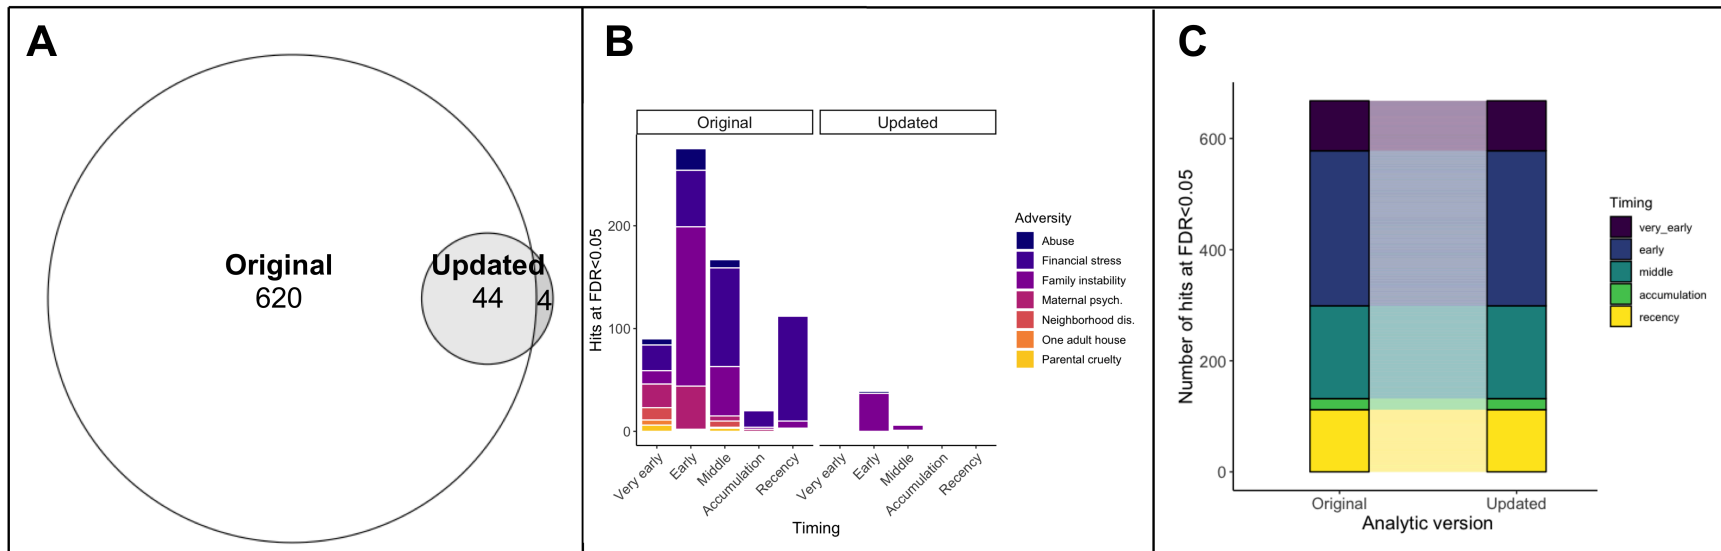 A
Original
620
Updated
44
4
B
Original
Updated
Hits at FDR<0.05
200
100
0
Very early
Early
Middle
Accumulation
Recency
Very early
Early
Middle
Accumulation
Recency
Timing
Adversity
Abuse
Financial stress
Family instability
Maternal psych.
Neighborhood dis.
One adult house
Parental cruelty
C
Number of hits at FDR<0.05
600
400
200
0
Original
Updated
Analytic version
Timing
very_early
early
middle
accumulation
recency